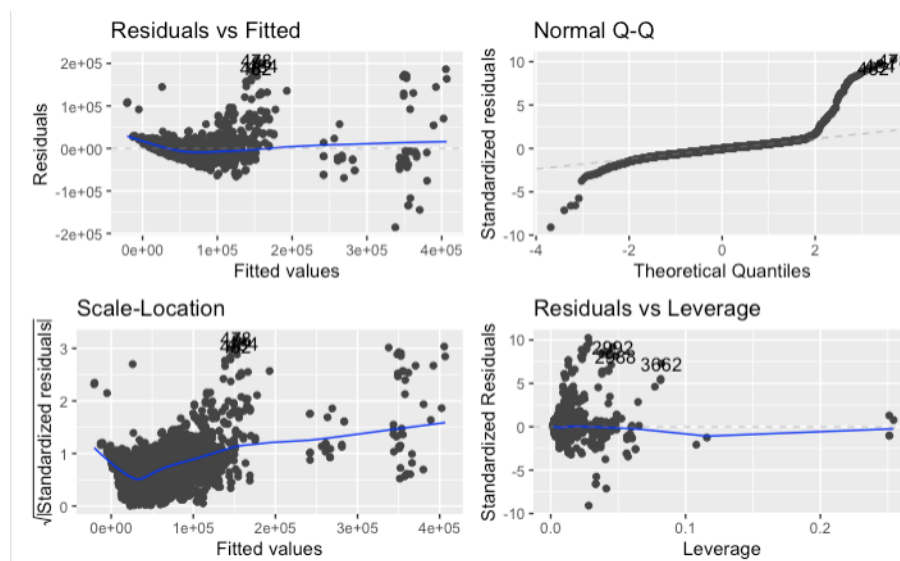 Residuals vs Fitted
Residuals
2e+05
1e+05
0e+00
-1e+05
-2e+05
0e+00 1e+05 2e+05 3e+05 4e+05
Fitted values
Normal Q-Q
Standardized residuals
10
5
0
-5
-10
-4 -2 0 2
Theoretical Quantiles
Scale-Location
√|Standardized residuals|
3
2
1
0
0e+00 1e+05 2e+05 3e+05 4e+05
Fitted values
Residuals vs Leverage
Standardized Residuals
10
5
0
-5
-10
2992
2988
3662
0.0 0.1 0.2
Leverage